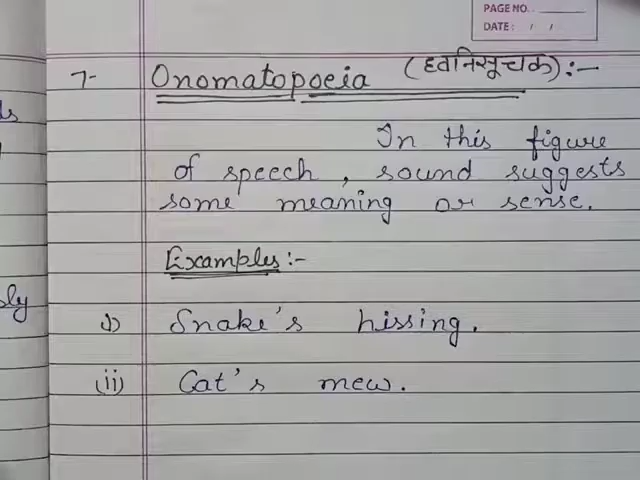 PAGE NO.
DATE: / /
7- Onomatopoeia (ध्वनिसूचक):-
In this figure
of speech, sound suggests
some meaning or sense.
Examples:-
i) Snake's hissing.
(ii) Cat's mew.